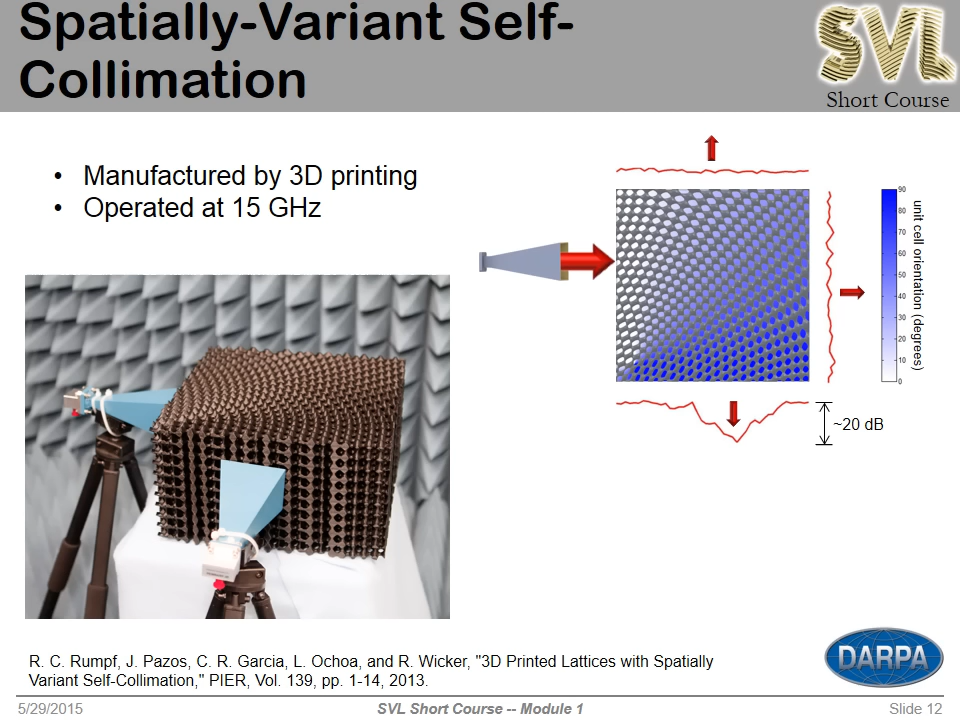 Spatially-Variant Self-
Collimation
SVL
Short Course
• Manufactured by 3D printing
• Operated at 15 GHz
90
80
70
60
50
40
30
20
10
0
unit cell orientation (degrees)
~20 dB
R. C. Rumpf, J. Pazos, C. R. Garcia, L. Ochoa, and R. Wicker, "3D Printed Lattices with Spatially
Variant Self-Collimation," PIER, Vol. 139, pp. 1-14, 2013.
DARPA
5/29/2015
SVL Short Course -- Module 1
Slide 12